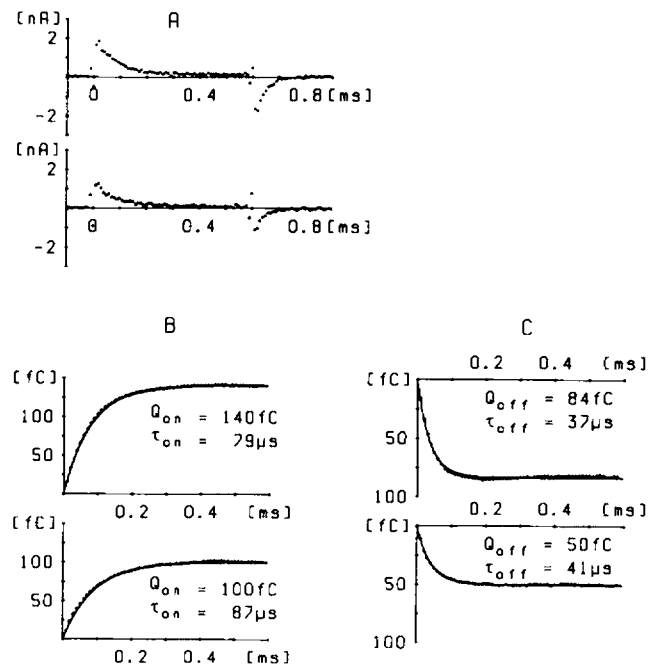 A
[nA]
2
0 0.4 0.8[ms]
-2
[nA]
2
0 0.4 0.8[ms]
-2
B
[fC]
100
50
Q_on = 140fC
τ_on = 79µs
0.2 0.4 [ms]
[fC]
100
50
Q_on = 100fC
τ_on = 87µs
0.2 0.4 [ms]
C
0.2 0.4 [ms]
[fC]
50
100
Q_off = 84fC
τ_off = 37µs
0.2 0.4 [ms]
[fC]
50
100
Q_off = 50fC
τ_off = 41µs